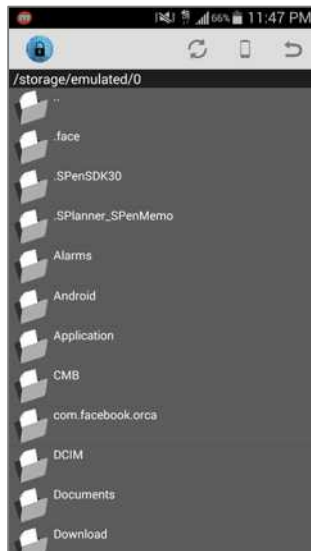 66% 11:47 PM
/storage/emulated/0
..
.face
.SPenSDK30
.SPlanner_SPenMemo
Alarms
Android
Application
CMB
com.facebook.orca
DCIM
Documents
Download